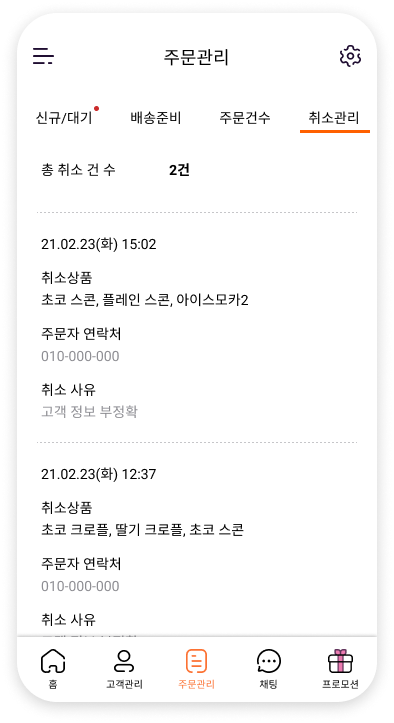 주문관리
신규/대기 배송준비 주문건수 취소관리
총 취소 건 수 2건
21.02.23(화) 15:02
취소상품
초코 스콘, 플레인 스콘, 아이스모카2
주문자 연락처
010-000-000
취소 사유
고객 정보 부정확
21.02.23(화) 12:37
취소상품
초코 크로플, 딸기 크로플, 초코 스콘
주문자 연락처
010-000-000
취소 사유
홈 고객관리 주문관리 채팅 프로모션